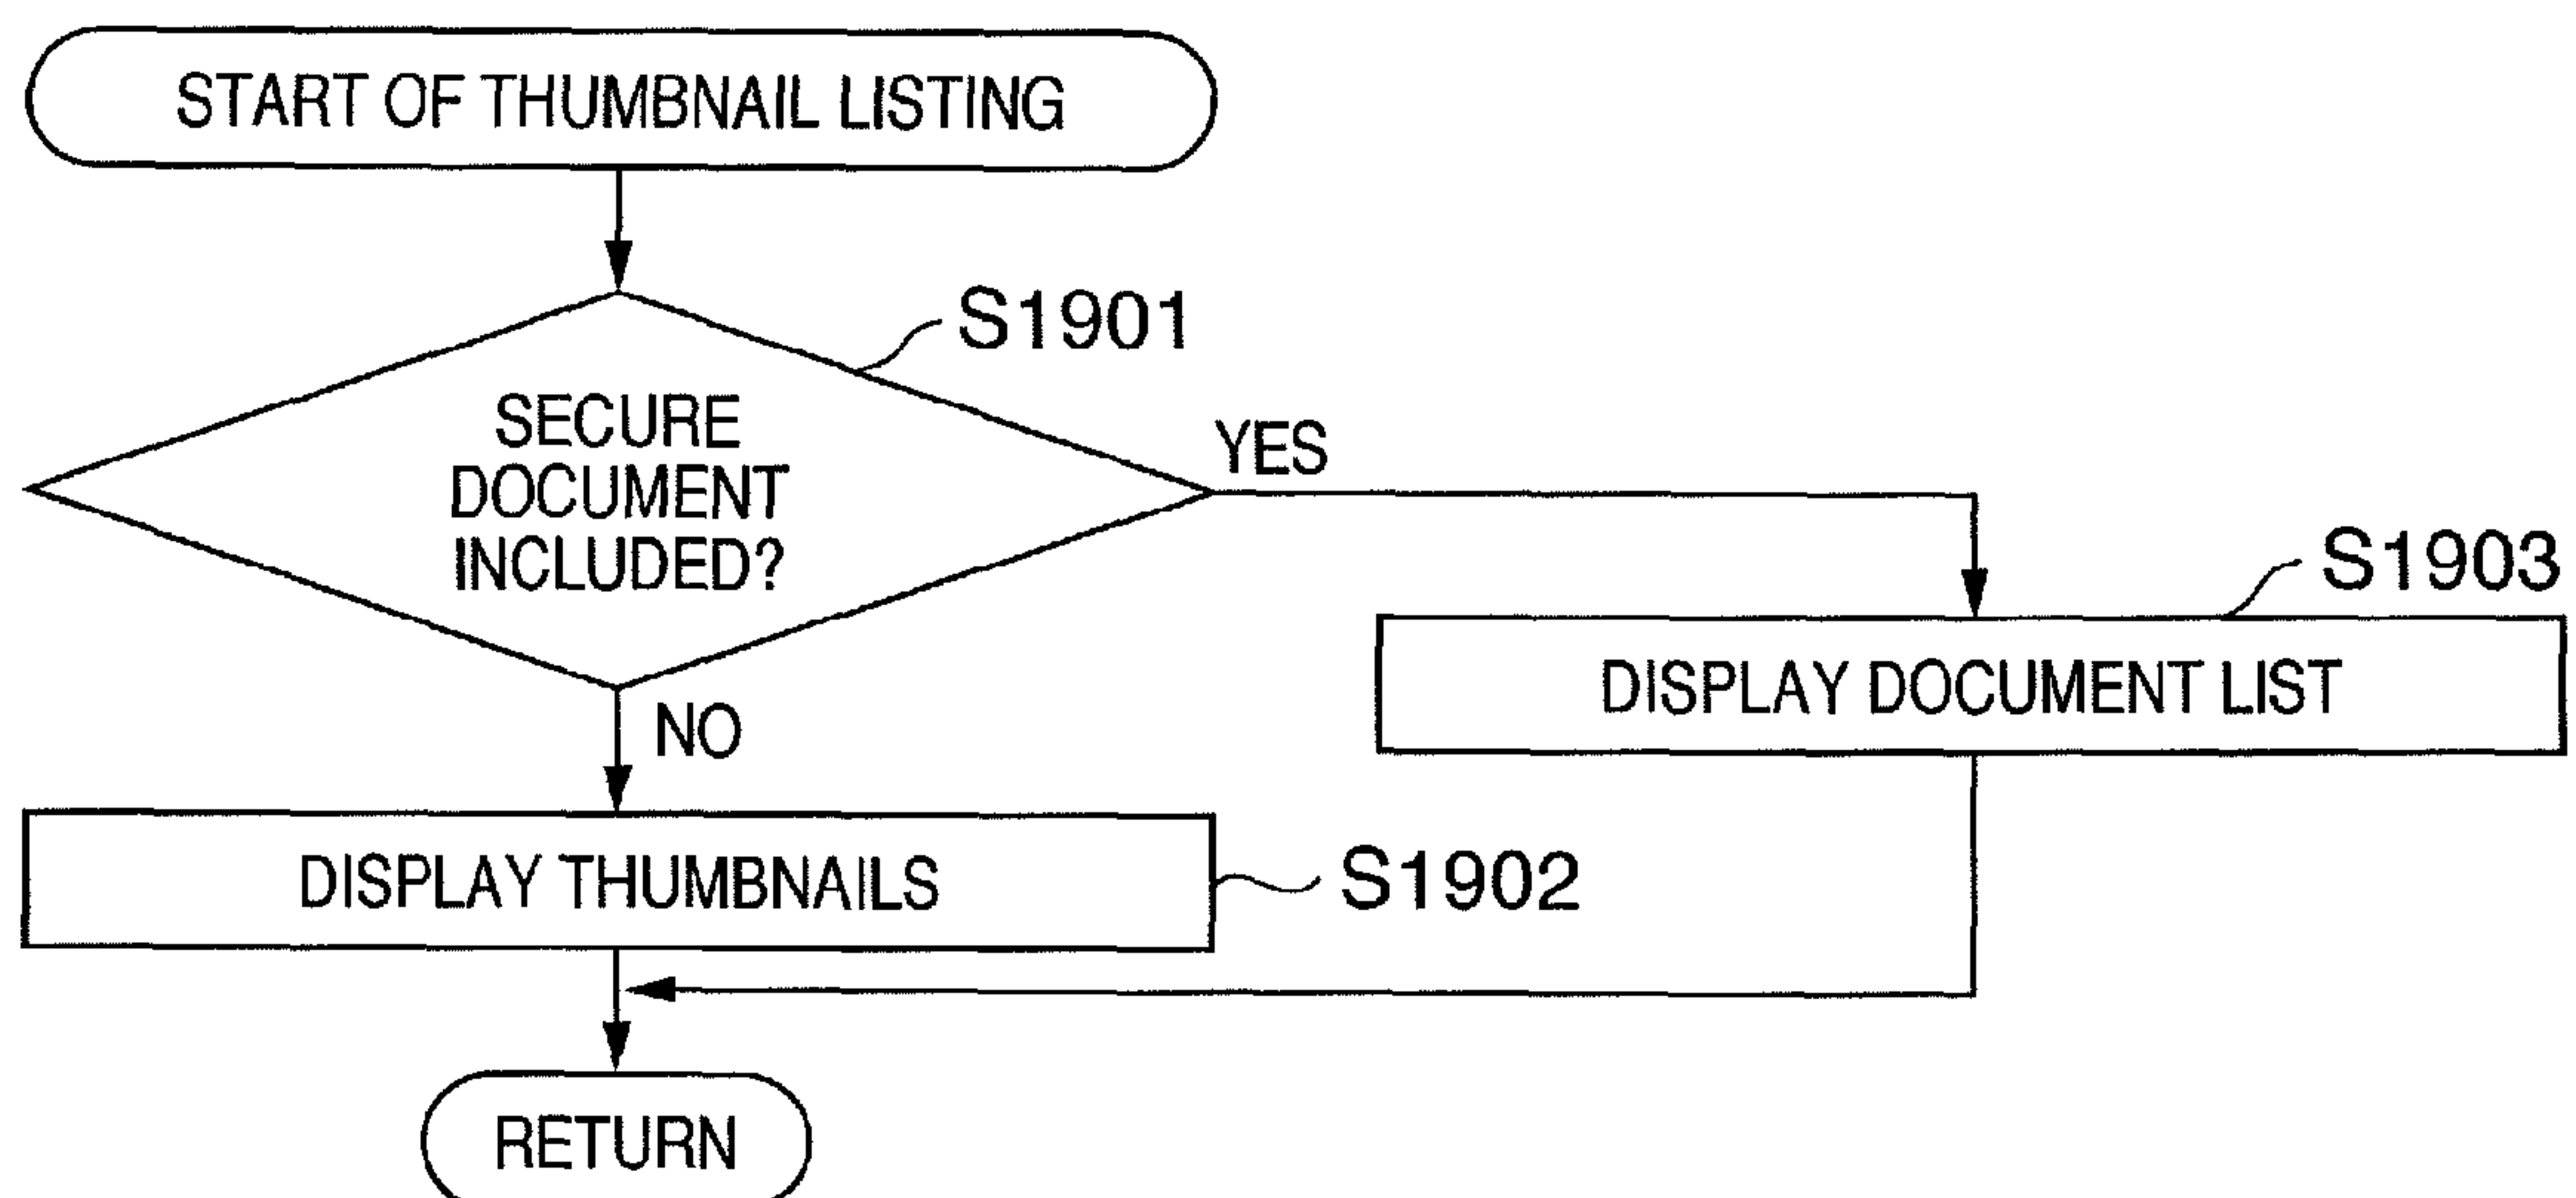 START OF THUMBNAIL LISTING
S1901
SECURE
DOCUMENT
INCLUDED?
YES
S1903
DISPLAY DOCUMENT LIST
NO
DISPLAY THUMBNAILS
S1902
RETURN